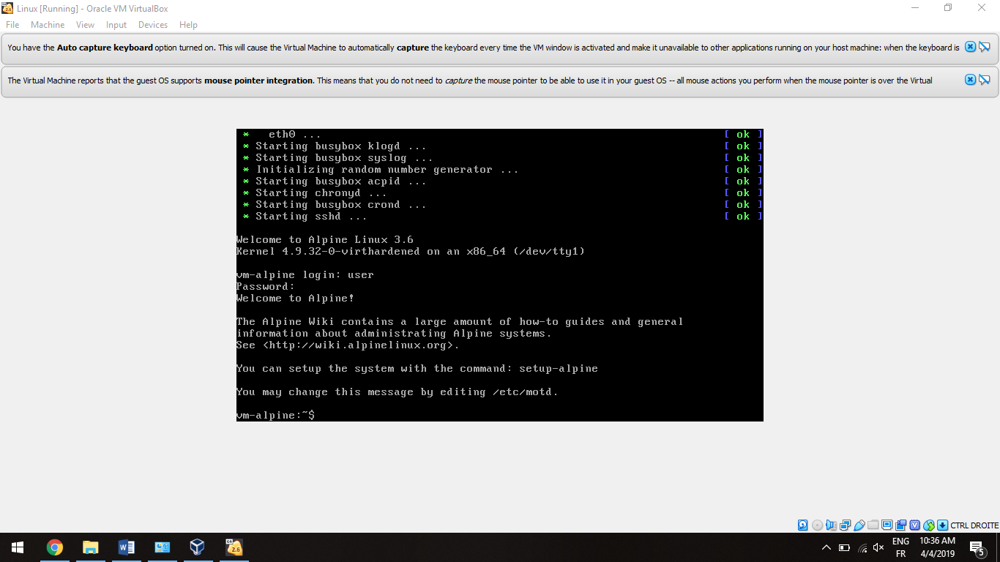 Linux [Running] - Oracle VM VirtualBox
File Machine View Input Devices Help
You have the Auto capture keyboard option turned on. This will cause the Virtual Machine to automatically capture the keyboard every time the VM window is activated and make it unavailable to other applications running on your host machine: when the keyboard is
The Virtual Machine reports that the guest OS supports mouse pointer integration. This means that you do not need to capture the mouse pointer to be able to use it in your guest OS -- all mouse actions you perform when the mouse pointer is over the Virtual
* eth0 ... [ ok ]
* Starting busybox klogd ... [ ok ]
* Starting busybox syslog ... [ ok ]
* Initializing random number generator ... [ ok ]
* Starting busybox acpid ... [ ok ]
* Starting chronyd ... [ ok ]
* Starting busybox crond ... [ ok ]
* Starting sshd ... [ ok ]
Welcome to Alpine Linux 3.6
Kernel 4.9.32-0-virthardened on an x86_64 (/dev/tty1)
vm-alpine login: user
Password:
Welcome to Alpine!
The Alpine Wiki contains a large amount of how-to guides and general
information about administrating Alpine systems.
See <http://wiki.alpinelinux.org>.
You can setup the system with the command: setup-alpine
You may change this message by editing /etc/motd.
vm-alpine:~$
CTRL DROITE
2.6
ENG
FR
10:36 AM
4/4/2019
5